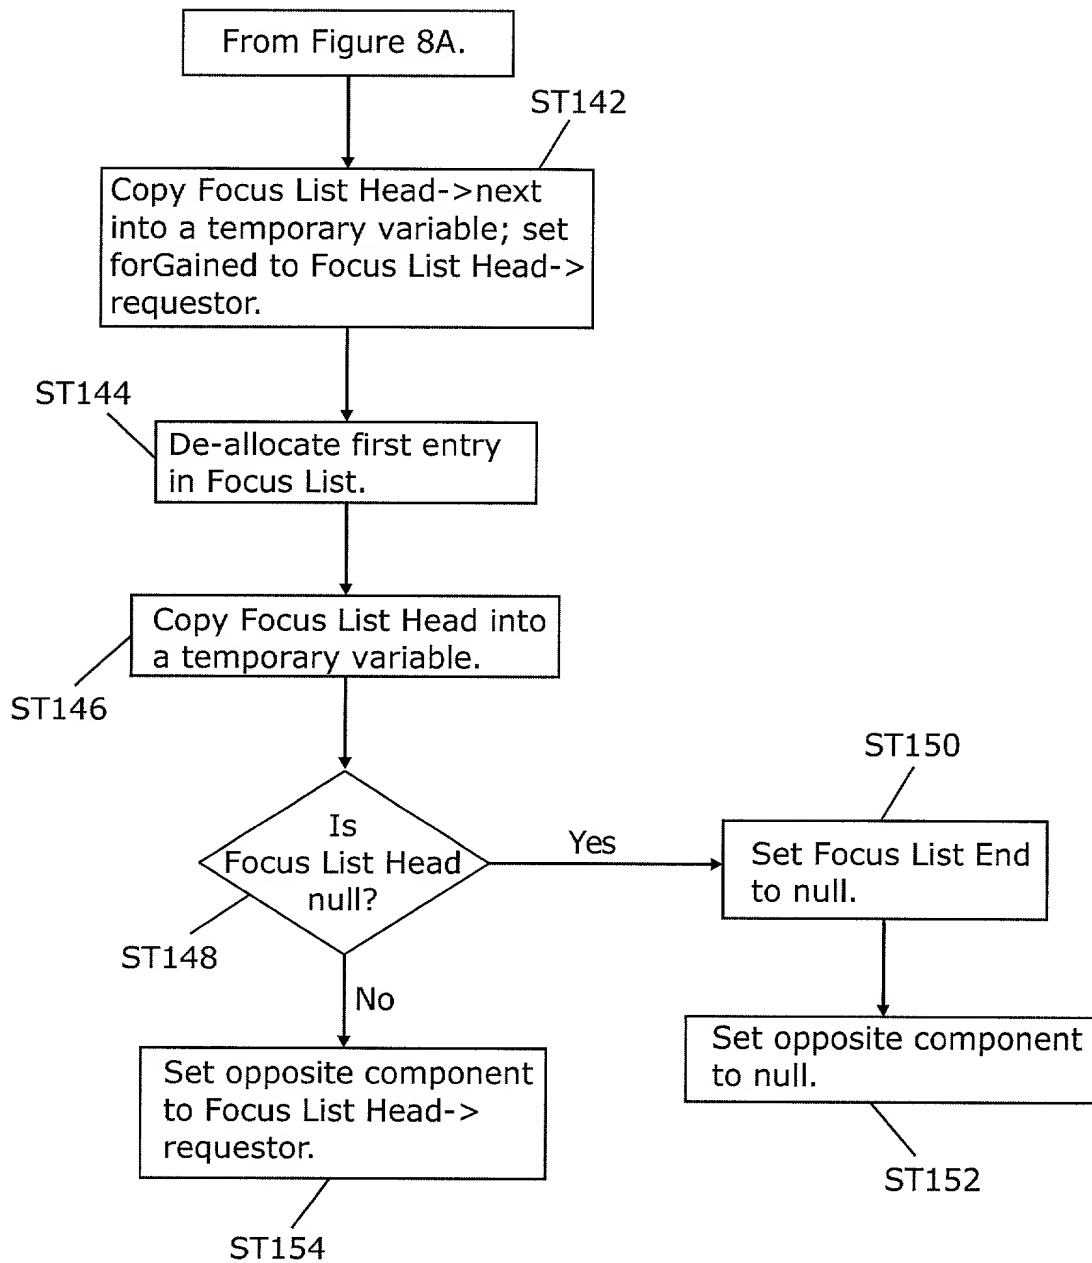 From Figure 8A.
ST142
Copy Focus List Head->next
into a temporary variable; set
forGained to Focus List Head->
requestor.
ST144
De-allocate first entry
in Focus List.
Copy Focus List Head into
a temporary variable.
ST146
ST150
Is
Focus List Head
null?
Yes
Set Focus List End
to null.
ST148
No
Set opposite component
to null.
Set opposite component
to Focus List Head->
requestor.
ST152
ST154